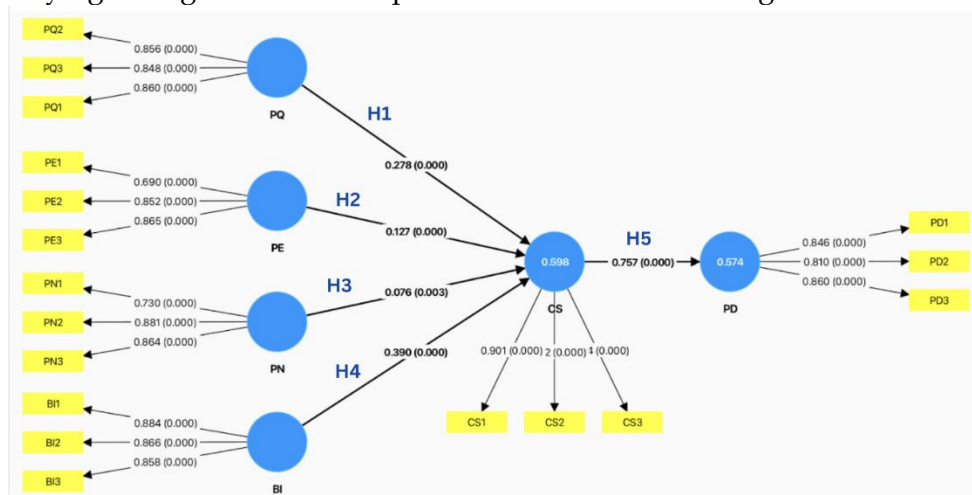 PQ2
0.856 (0.000)
PQ3
0.848 (0.000)
0.860 (0.000)
PQ1
PQ
H1
0.278 (0.000)
PE1
0.690 (0.000)
PE2
0.852 (0.000)
0.865 (0.000)
PE3
PE
H2
0.127 (0.000)
PN1
0.730 (0.000)
PN2
0.881 (0.000)
0.864 (0.000)
PN3
PN
H3
0.076 (0.003)
BI1
0.884 (0.000)
BI2
0.866 (0.000)
0.858 (0.000)
BI3
BI
H4
0.390 (0.000)
0.598
CS
H5
0.757 (0.000)
0.574
PD
0.901 (0.000) 2 (0.000) (0.000)
CS1 CS2 CS3
PD1
0.846 (0.000)
PD2
0.810 (0.000)
0.860 (0.000)
PD3